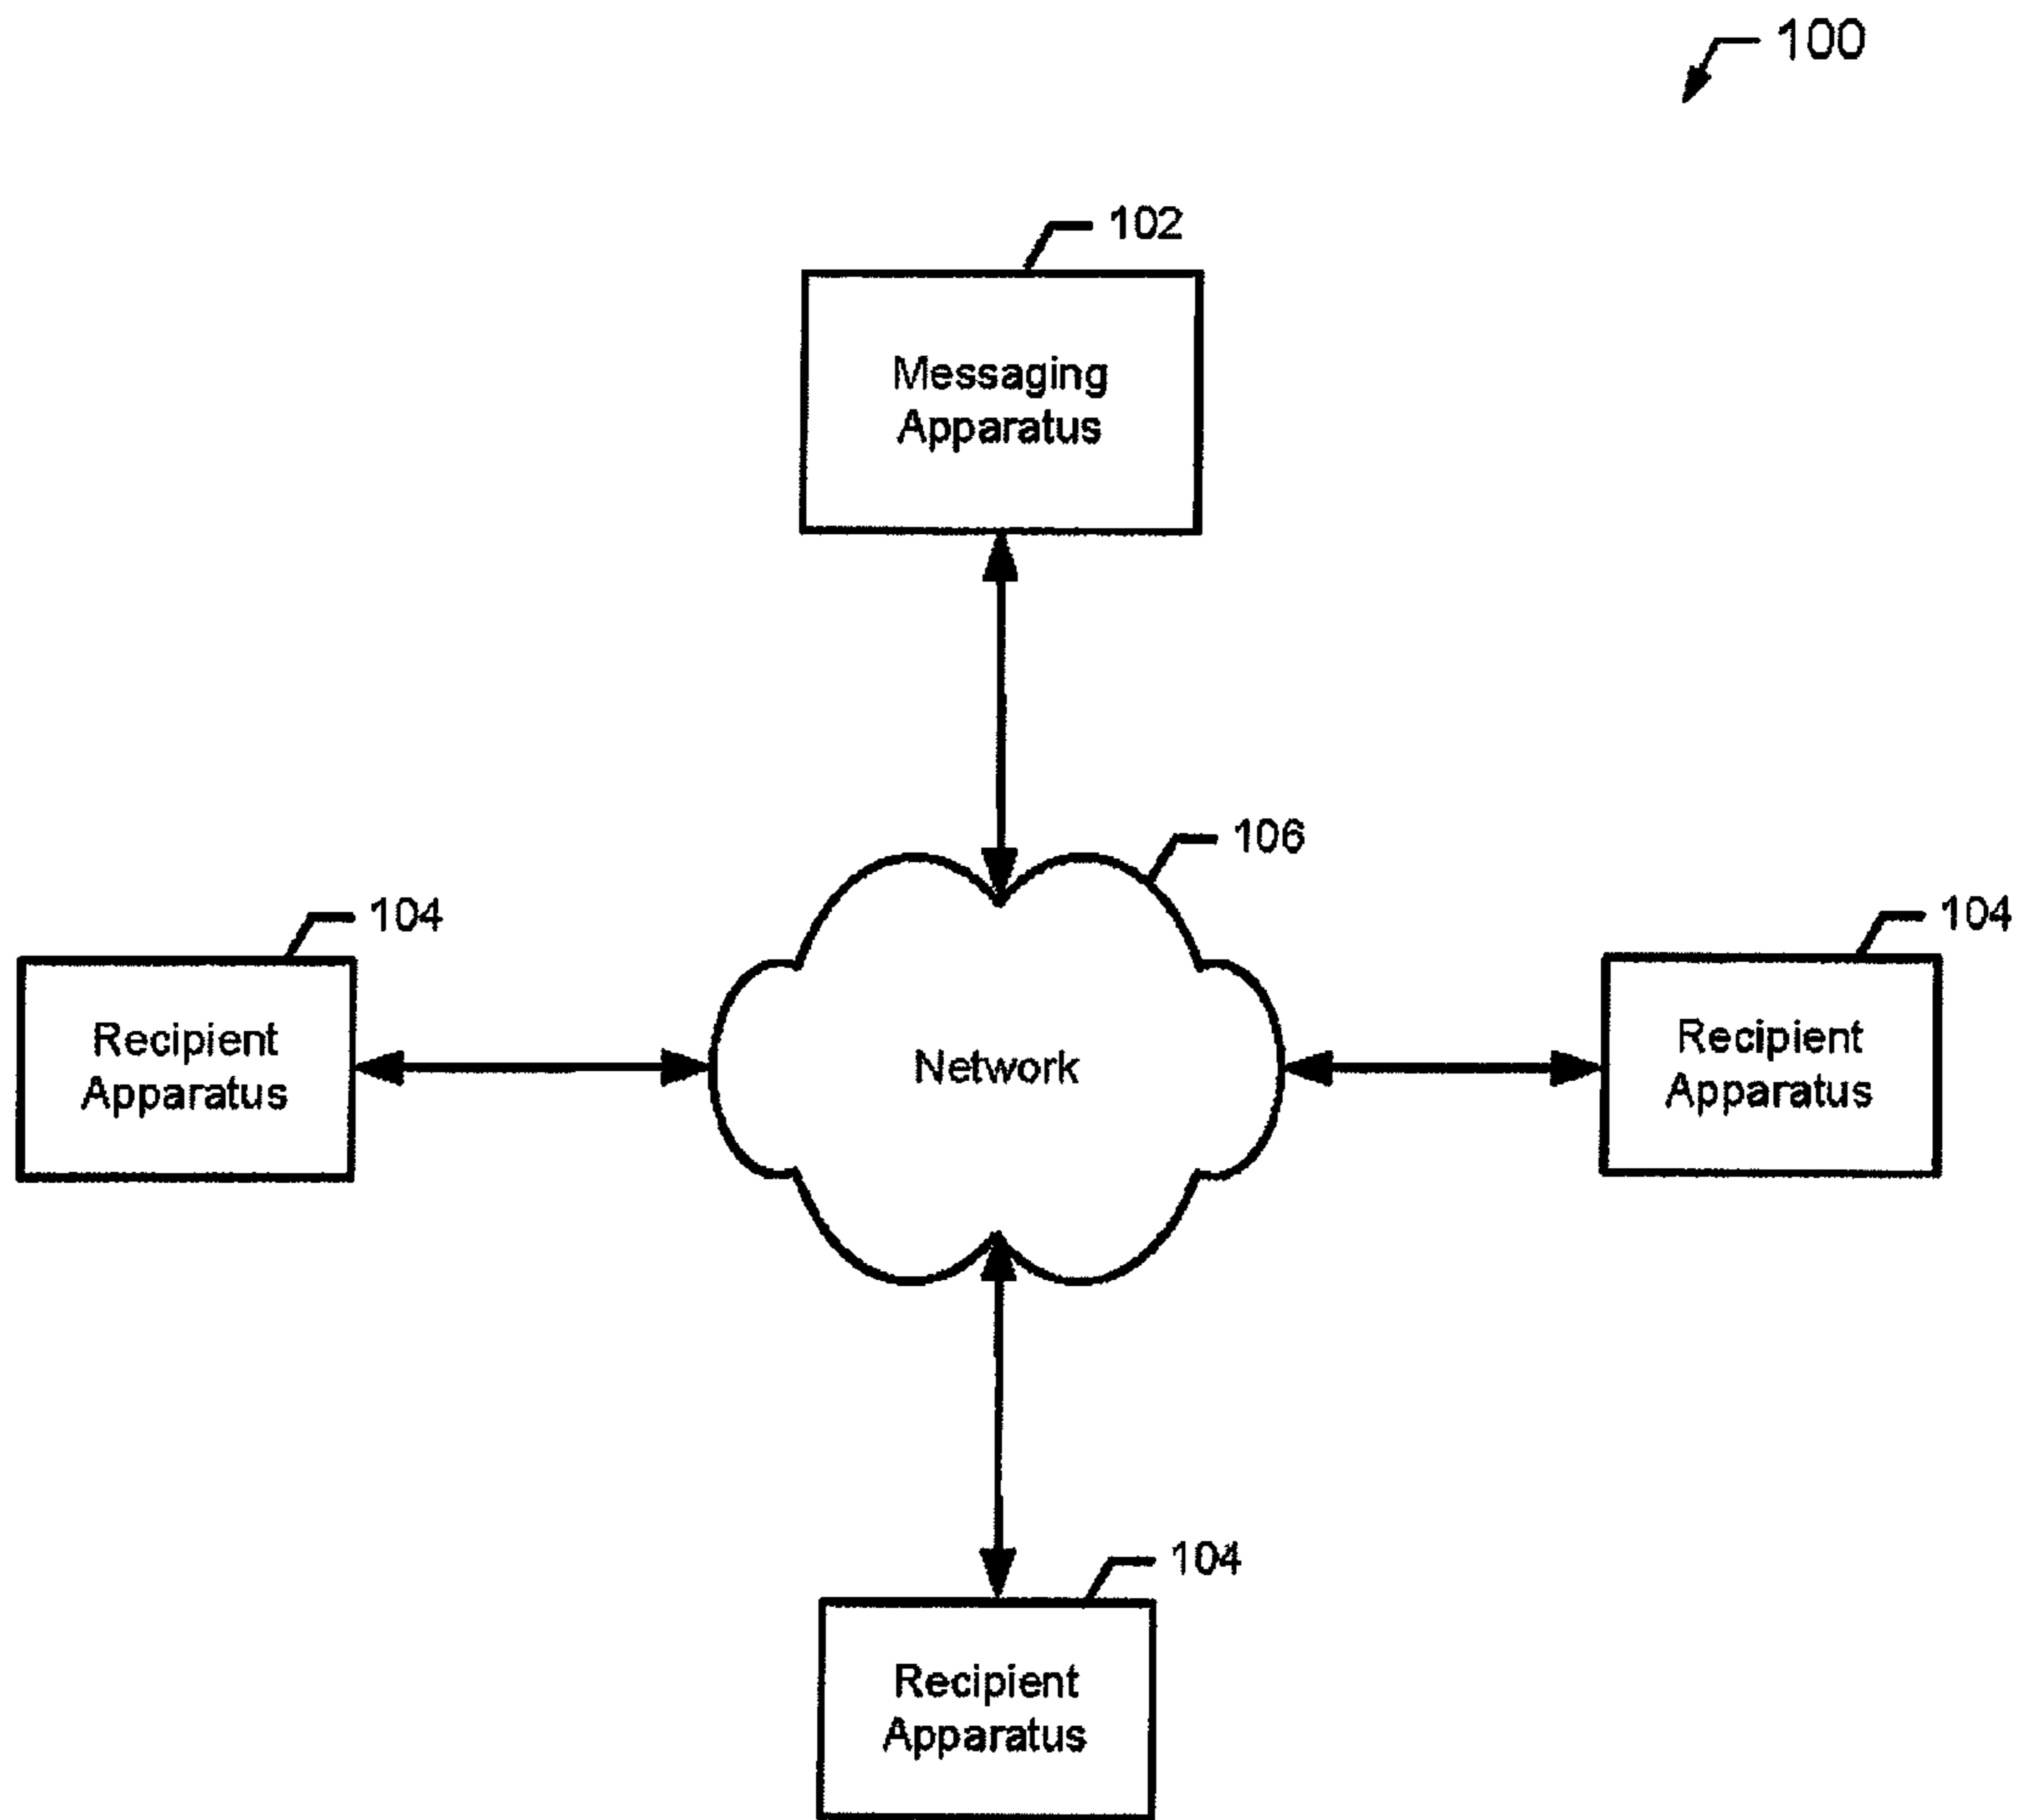 100
102
Messaging
Apparatus
106
104
Recipient
Apparatus
Network
104
Recipient
Apparatus
104
Recipient
Apparatus